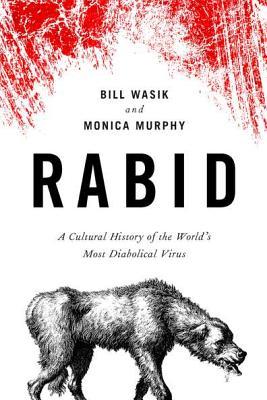 BILL WASIK
and
MONICA MURPHY
RABID
A Cultural History of the World's
Most Diabolical Virus